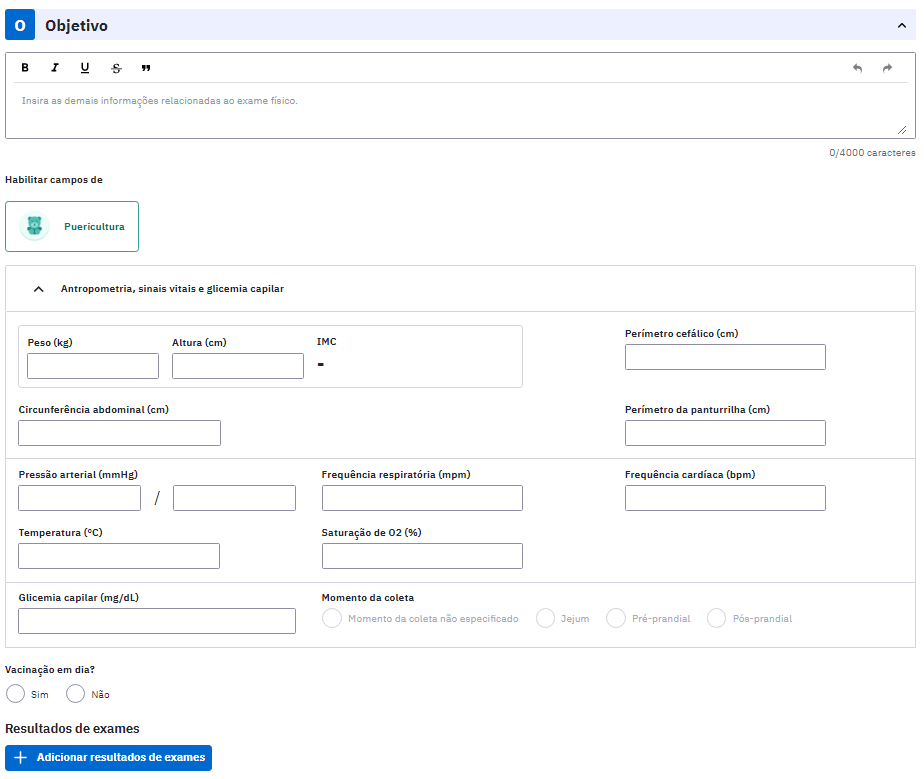 O Objetivo
B I U S
Insira as demais informações relacionadas ao exame físico.
0/4000 caracteres
Habilitar campos de
Puericultura
Antropometria, sinais vitais e glicemia capilar
Peso (kg) Altura (cm) IMC Perímetro cefálico (cm)
-
Circunferência abdominal (cm) Perímetro da panturrilha (cm)
Pressão arterial (mmHg) Frequência respiratória (mpm) Frequência cardíaca (bpm)
/
Temperatura (ºC) Saturação de O2 (%)
Glicemia capilar (mg/dL) Momento da coleta
Momento da coleta não especificado Jejum Pré-prandial Pós-prandial
Vacinação em dia?
Sim Não
Resultados de exames
+ Adicionar resultados de exames